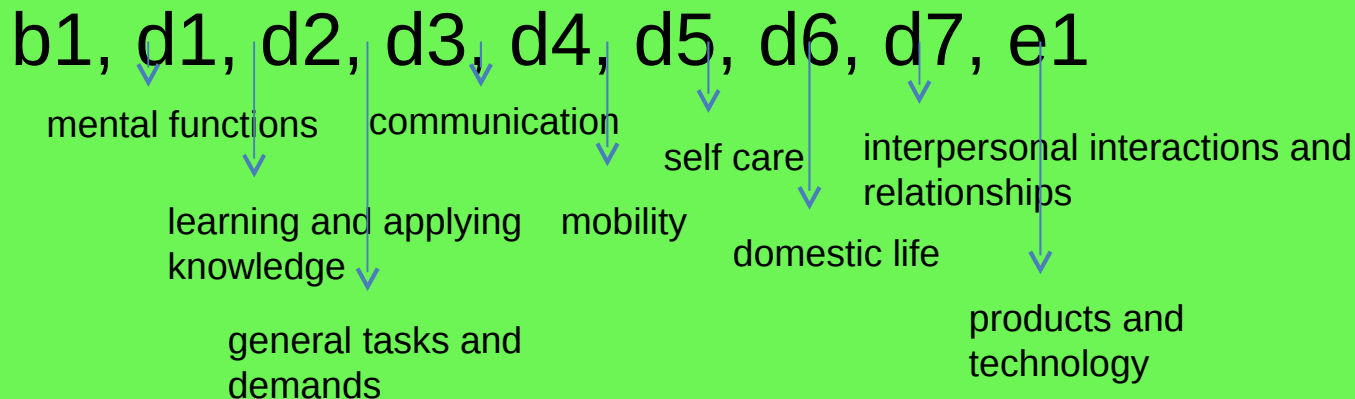 b1, d1, d2, d3, d4, d5, d6, d7, e1
mental functions
communication
self care
interpersonal interactions and
relationships
learning and applying
knowledge
mobility
domestic life
general tasks and
demands
products and
technology